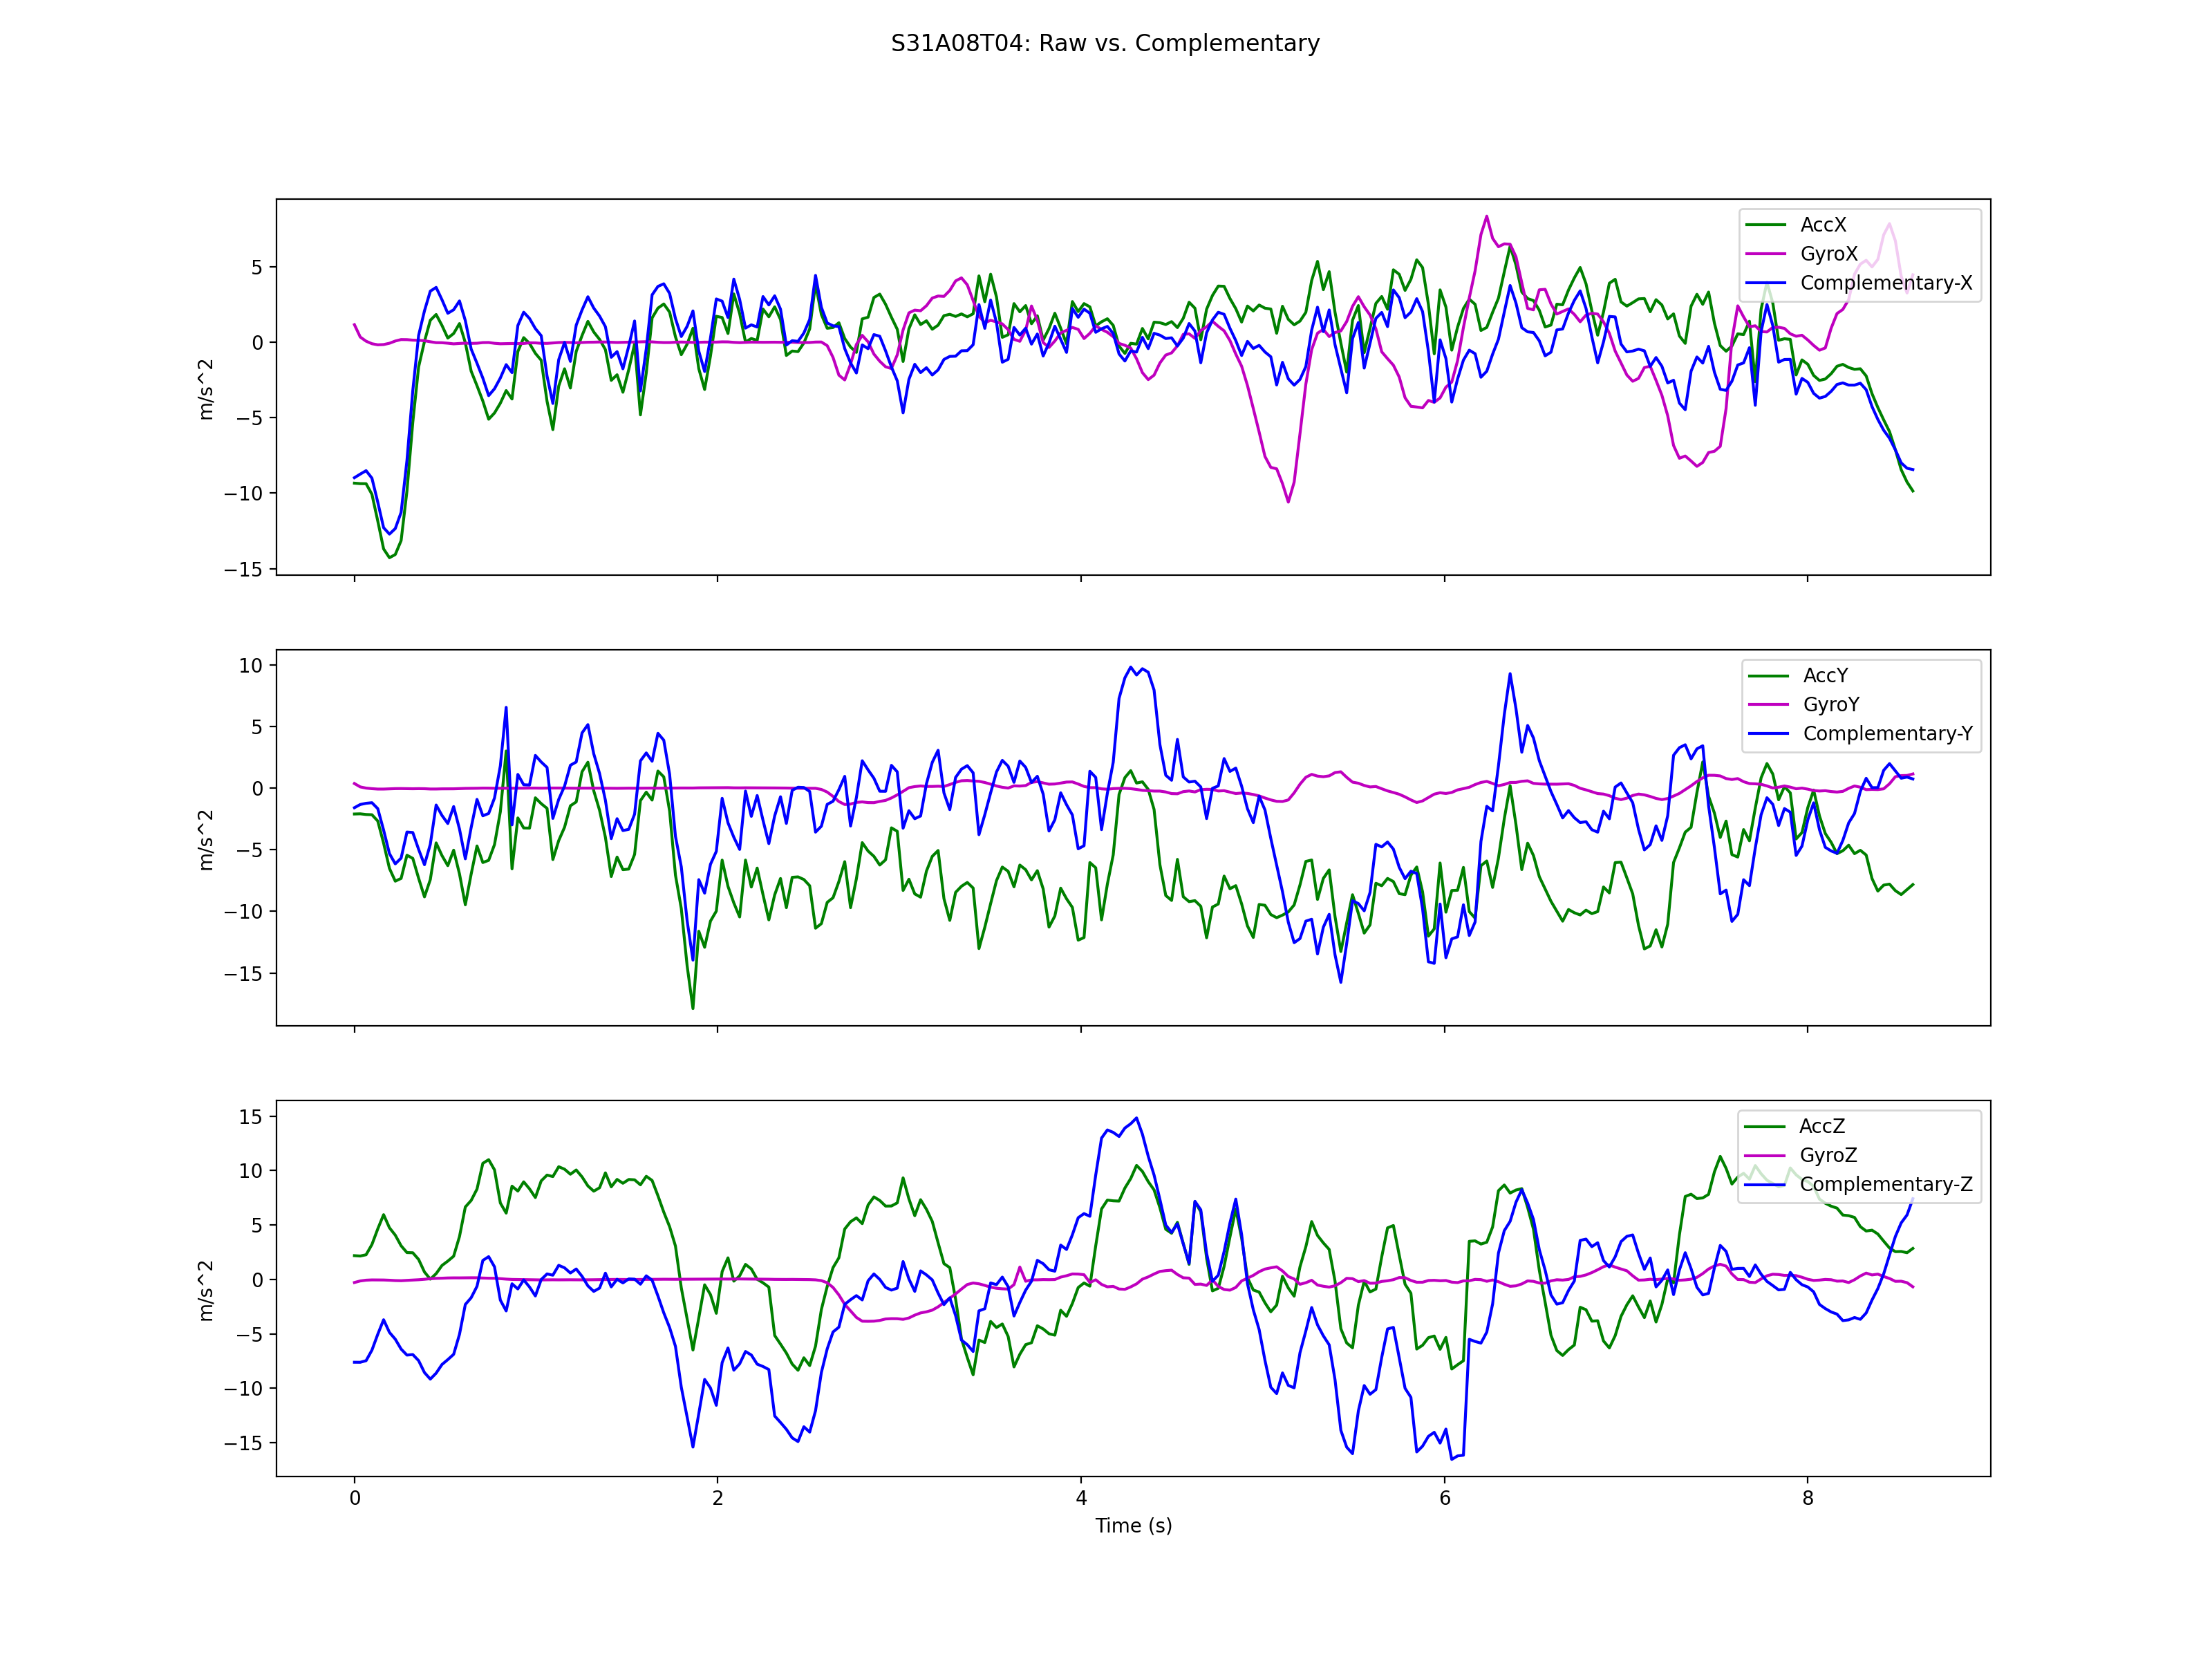 S31A08T04: Raw vs. Complementary
AccX
GyroX
Complementary-X
5
0
−5
−10
−15
m/s^2
AccY
GyroY
Complementary-Y
10
5
0
−5
−10
−15
m/s^2
AccZ
GyroZ
Complementary-Z
15
10
5
0
−5
−10
−15
m/s^2
0 2 4 6 8
Time (s)